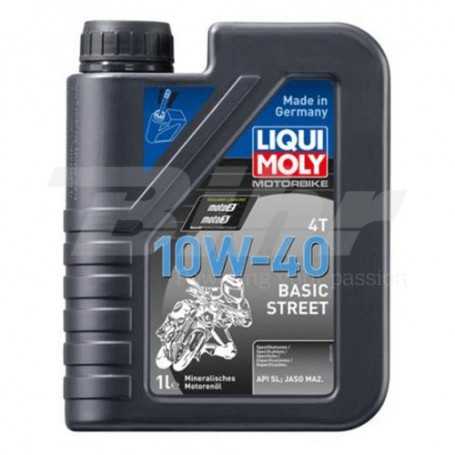 Made in
Germany
LIQUI
MOLY
MOTORBIKE
moto2
moto3
4T
10W-40
BASIC
STREET
Mineralisches
Motorenöl
1L e
API SL; JASO MA2.
passion